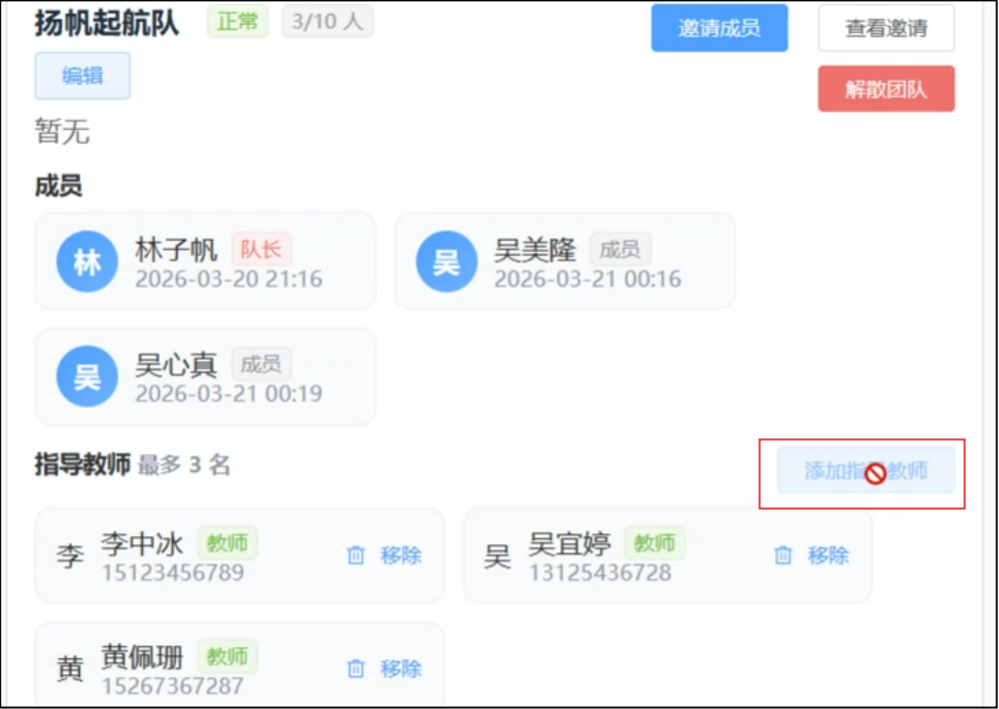 扬帆起航队 正常 3/10 人 邀请成员 查看邀请
编辑 解散团队
暂无
成员
林 林子帆 队长 吴 吴美隆 成员
2026-03-20 21:16 2026-03-21 00:16
吴 吴心真 成员
2026-03-21 00:19
指导教师 最多 3 名 添加指导教师
李 李中冰 教师 移除 吴 吴宜婷 教师 移除
15123456789 13125436728
黄 黄佩珊 教师 移除
15267367287